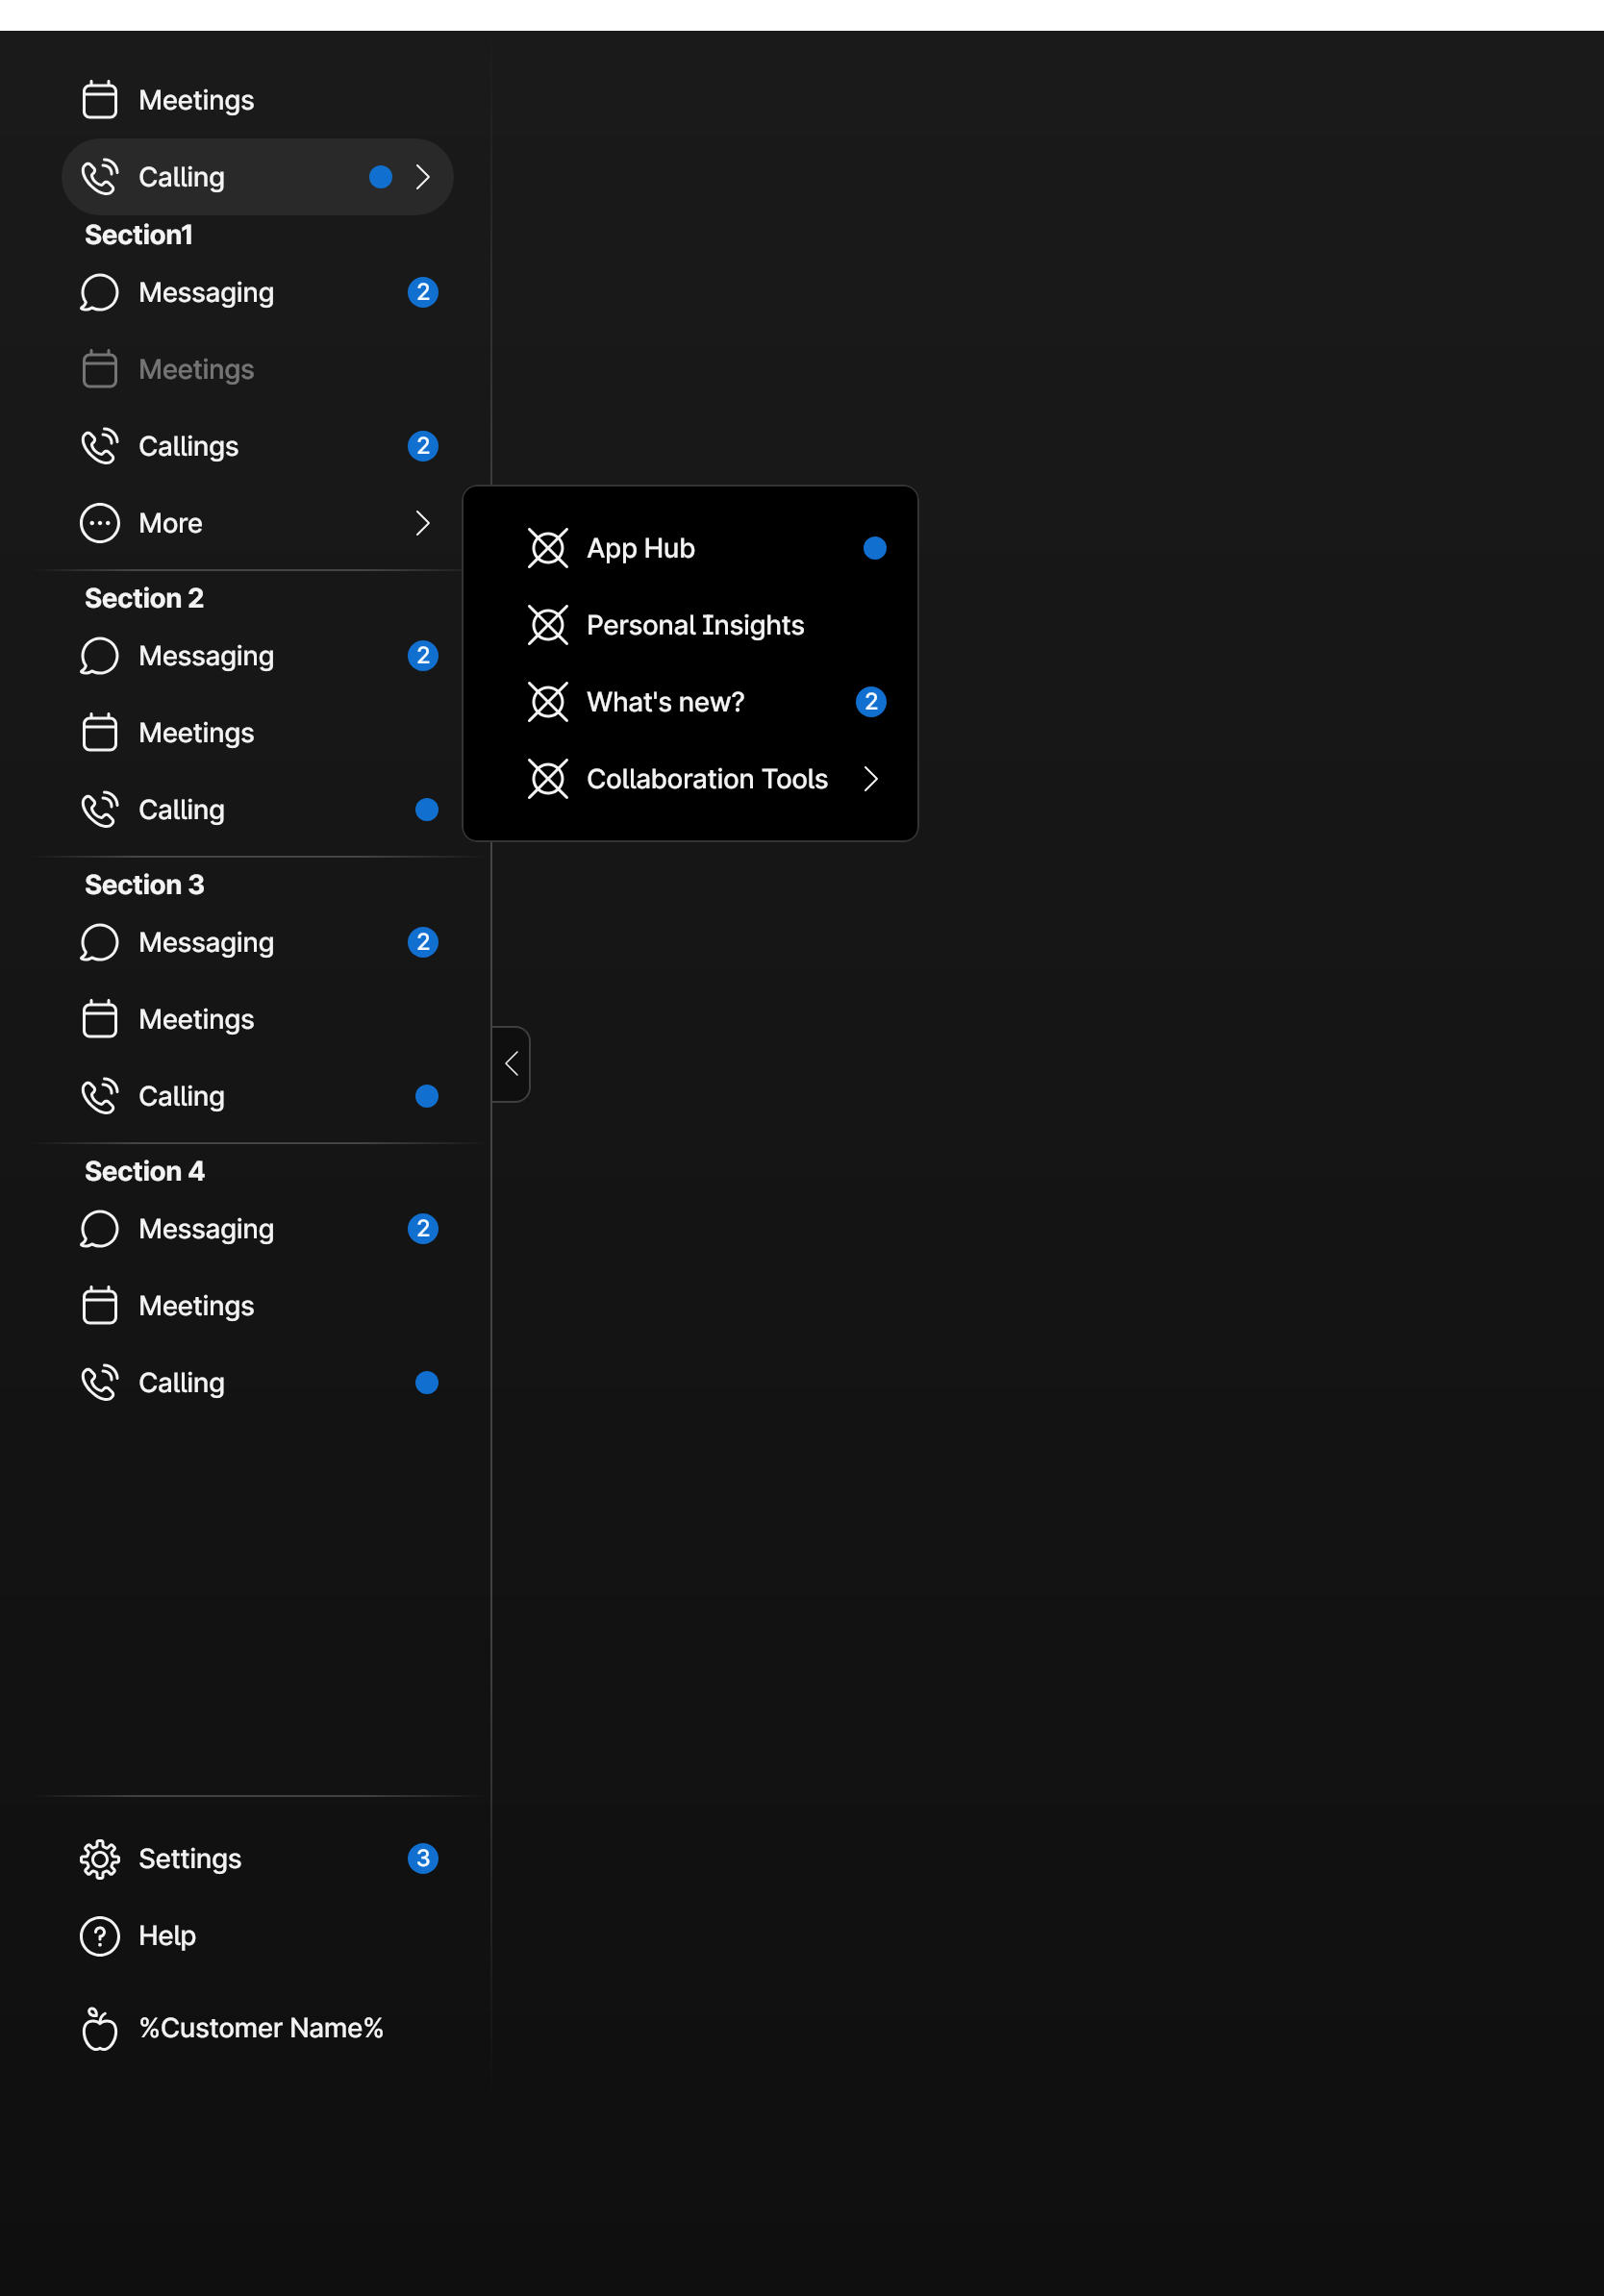 Meetings
Calling
Section1
Messaging 2
Meetings
Callings 2
More
Section 2
Messaging 2
Meetings
Calling
Section 3
Messaging 2
Meetings
Calling
Section 4
Messaging 2
Meetings
Calling
Settings 3
Help
%Customer Name%
App Hub
Personal Insights
What's new? 2
Collaboration Tools